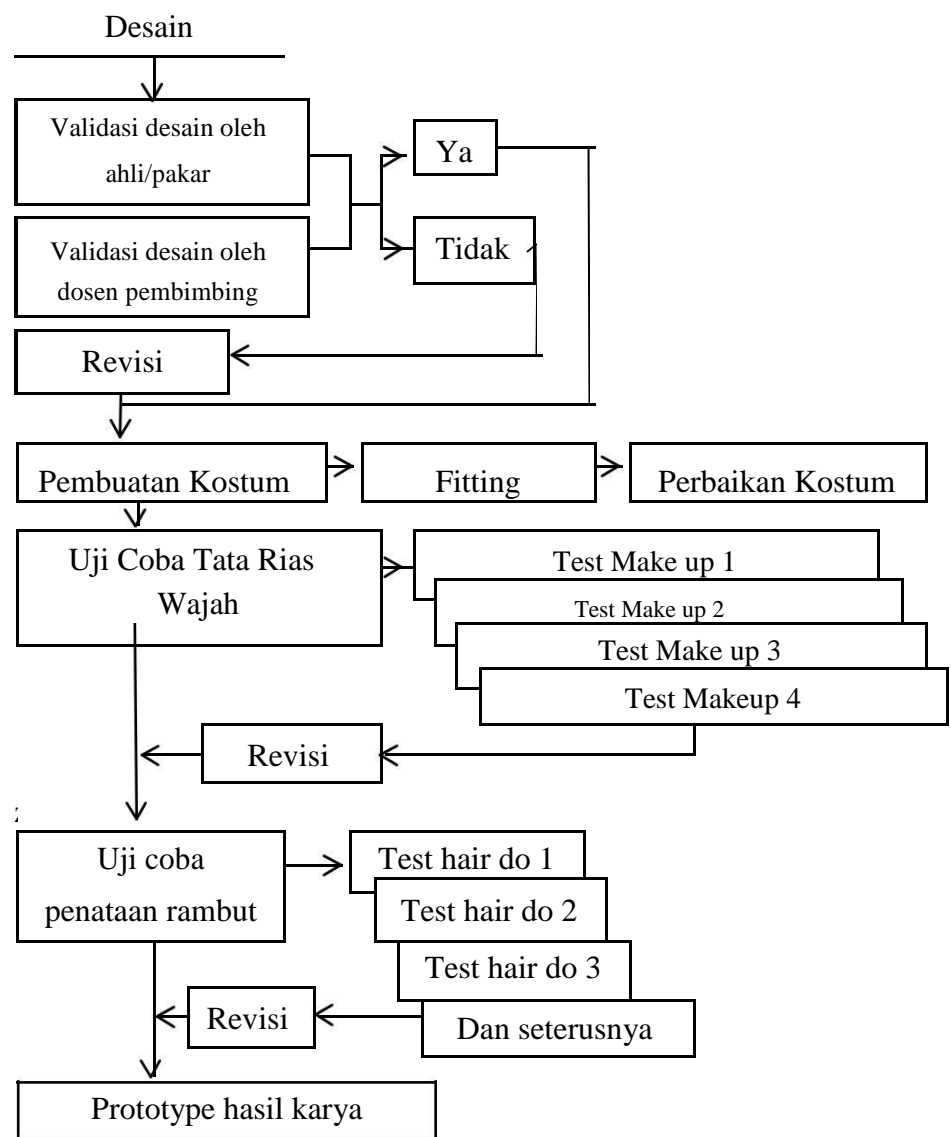 Desain
Validasi desain oleh
ahli/pakar
Ya
Validasi desain oleh
dosen pembimbing
Tidak
Revisi
Pembuatan Kostum
Fitting
Perbaikan Kostum
Uji Coba Tata Rias
Wajah
Test Make up 1
Test Make up 2
Test Make up 3
Test Makeup 4
Revisi
Uji coba
penataan rambut
Test hair do 1
Test hair do 2
Test hair do 3
Dan seterusnya
Revisi
Prototype hasil karya